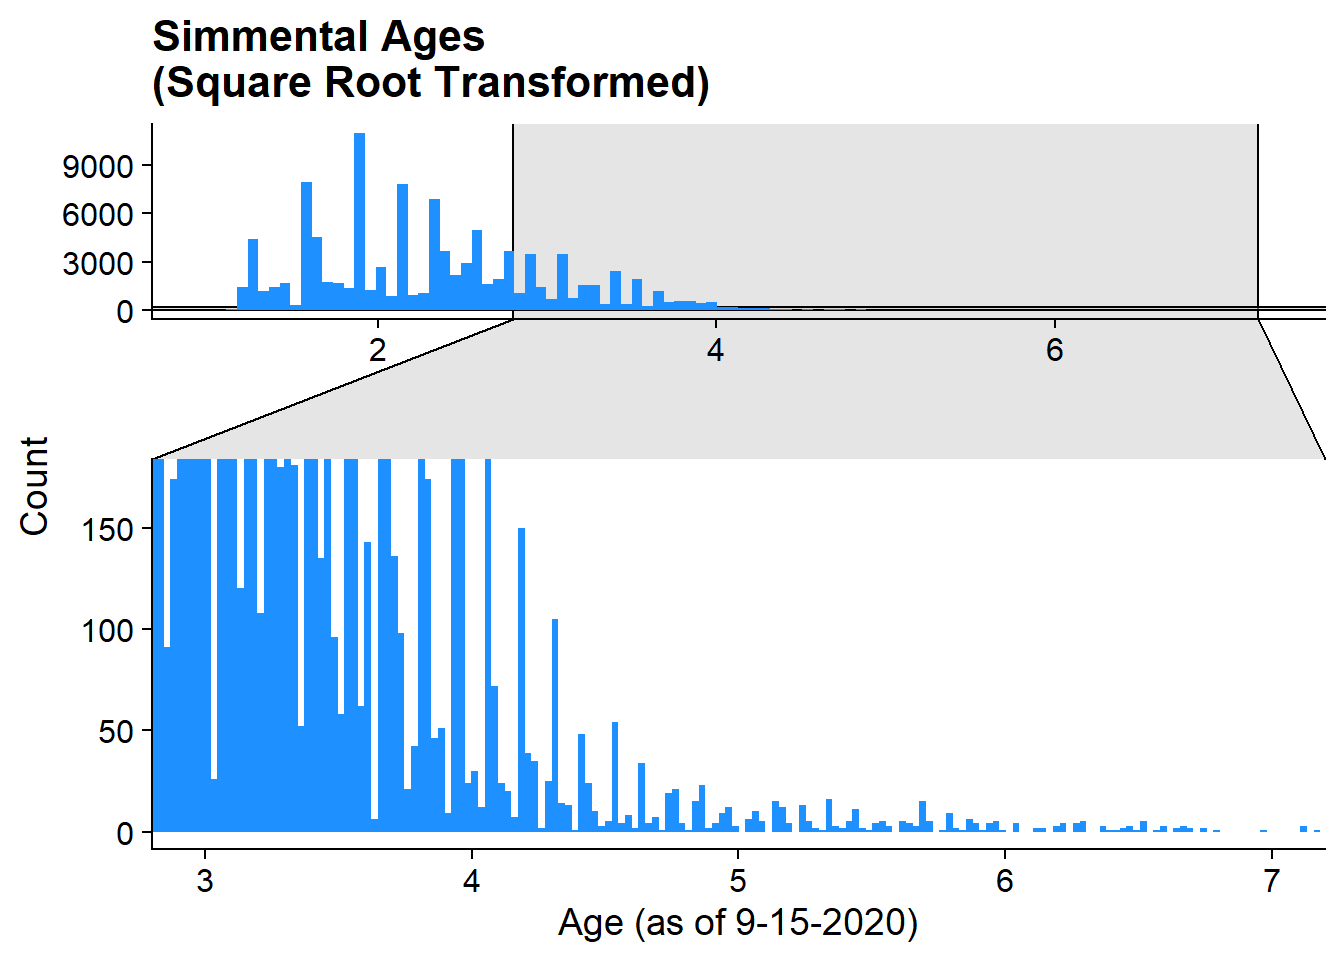 Simmental Ages
(Square Root Transformed)
9000
6000
3000
0
2 4 6
Count
150
100
50
0
3 4 5 6 7
Age (as of 9-15-2020)